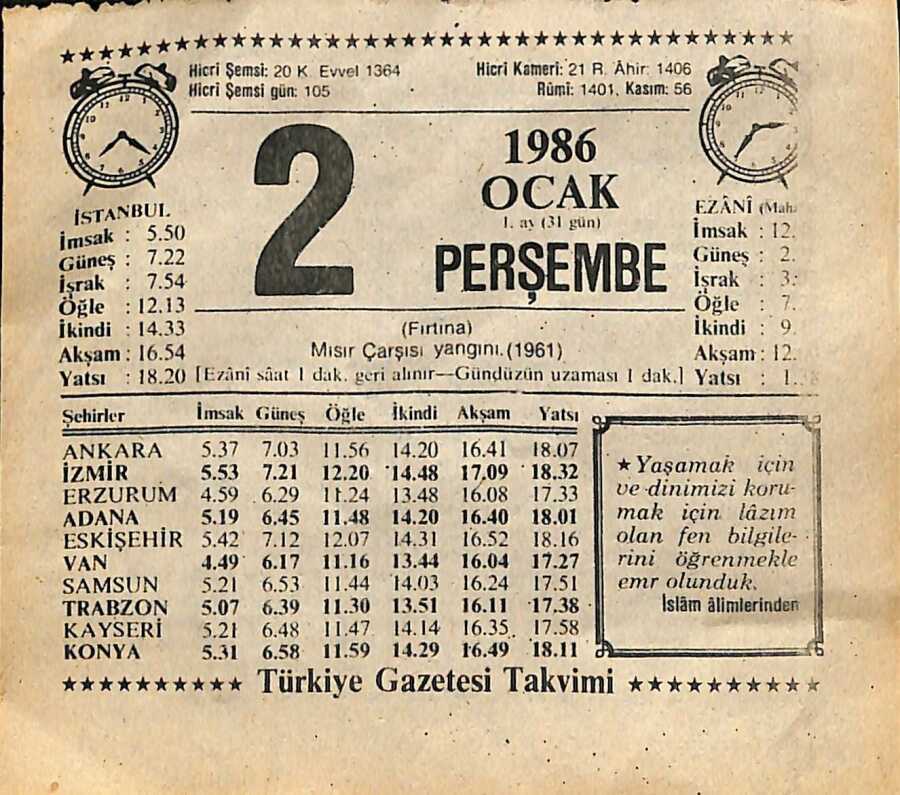 Hicri Şemsi: 20 K. Evvel 1364
Hicri Kameri: 21 R. Âhir: 1406
Hicri Şemsi gün: 105
Rûmi: 1401, Kasım: 56
2
1986
OCAK
1. ay (31 gün)
PERŞEMBE
İSTANBUL
İmsak : 5.50
Güneş : 7.22
İşrak : 7.54
Öğle : 12.13
İkindi : 14.33
Akşam : 16.54
Yatsı : 18.20
EZÂNÎ
İmsak : 12.
Güneş : 2.
İşrak : 3:
Öğle : 7.
İkindi : 9.
Akşam : 12.
Yatsı : 1.
(Fırtına)
Mısır Çarşısı yangını. (1961)
[Ezânî sâat 1 dak. geri alınır—Gündüzün uzaması 1 dak.]
Şehirler İmsak Güneş Öğle İkindi Akşam Yatsı
ANKARA 5.37 7.03 11.56 14.20 16.41 18.07
İZMİR 5.53 7.21 12.20 14.48 17.09 18.32
ERZURUM 4.59 6.29 11.24 13.48 16.08 17.33
ADANA 5.19 6.45 11.48 14.20 16.40 18.01
ESKİŞEHİR 5.42 7.12 12.07 14.31 16.52 18.16
VAN 4.49 6.17 11.16 13.44 16.04 17.27
SAMSUN 5.21 6.53 11.44 14.03 16.24 17.51
TRABZON 5.07 6.39 11.30 13.51 16.11 17.38
KAYSERİ 5.21 6.48 11.47 14.14 16.35 17.58
KONYA 5.31 6.58 11.59 14.29 16.49 18.11
★ Yaşamak için
ve dinimizi koru-
mak için lâzım
olan fen bilgile-
rini öğrenmekle
emr olunduk.
İslâm âlimlerinden
Türkiye Gazetesi Takvimi